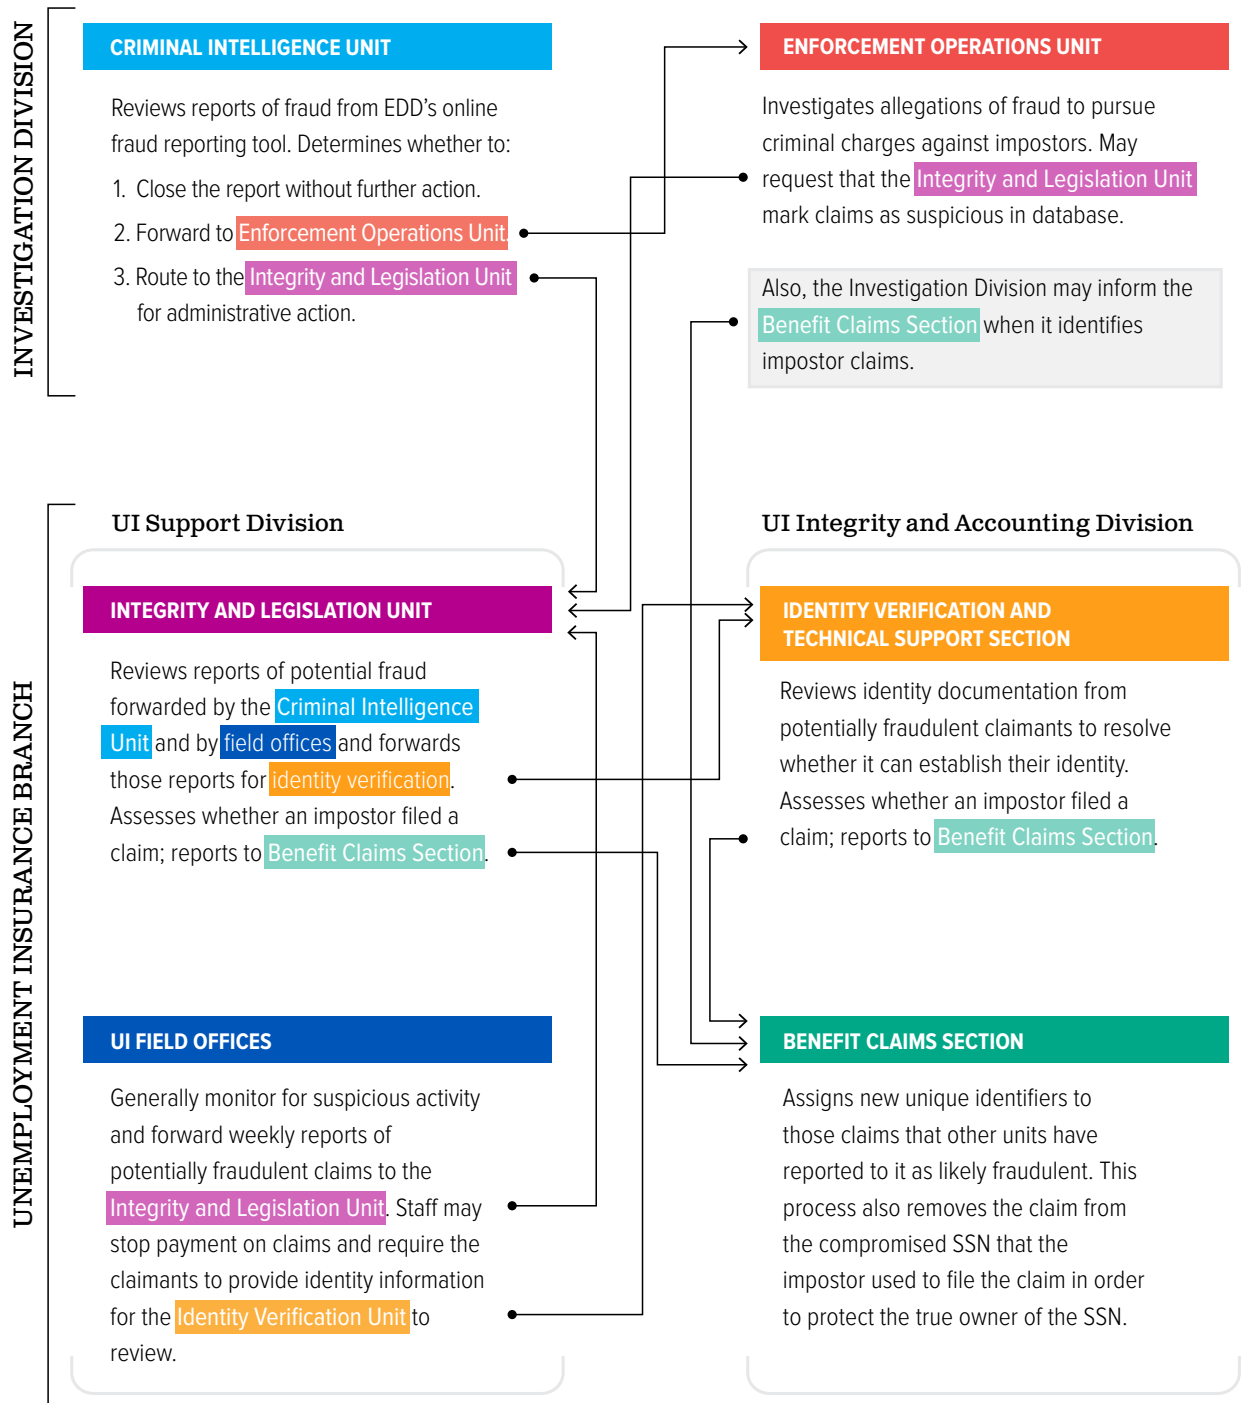 INVESTIGATION DIVISION
CRIMINAL INTELLIGENCE UNIT
Reviews reports of fraud from EDD's online
fraud reporting tool. Determines whether to:
1. Close the report without further action.
2. Forward to Enforcement Operations Unit.
3. Route to the Integrity and Legislation Unit
for administrative action.
ENFORCEMENT OPERATIONS UNIT
Investigates allegations of fraud to pursue
criminal charges against impostors. May
request that the Integrity and Legislation Unit
mark claims as suspicious in database.
Also, the Investigation Division may inform the
Benefit Claims Section when it identifies
impostor claims.
UNEMPLOYMENT INSURANCE BRANCH
UI Support Division
INTEGRITY AND LEGISLATION UNIT
Reviews reports of potential fraud
forwarded by the Criminal Intelligence
Unit and by field offices and forwards
those reports for identity verification.
Assesses whether an impostor filed a
claim; reports to Benefit Claims Section.
UI FIELD OFFICES
Generally monitor for suspicious activity
and forward weekly reports of
potentially fraudulent claims to the
Integrity and Legislation Unit. Staff may
stop payment on claims and require the
claimants to provide identity information
for the Identity Verification Unit to
review.
UI Integrity and Accounting Division
IDENTITY VERIFICATION AND
TECHNICAL SUPPORT SECTION
Reviews identity documentation from
potentially fraudulent claimants to resolve
whether it can establish their identity.
Assesses whether an impostor filed a
claim; reports to Benefit Claims Section.
BENEFIT CLAIMS SECTION
Assigns new unique identifiers to
those claims that other units have
reported to it as likely fraudulent. This
process also removes the claim from
the compromised SSN that the
impostor used to file the claim in order
to protect the true owner of the SSN.